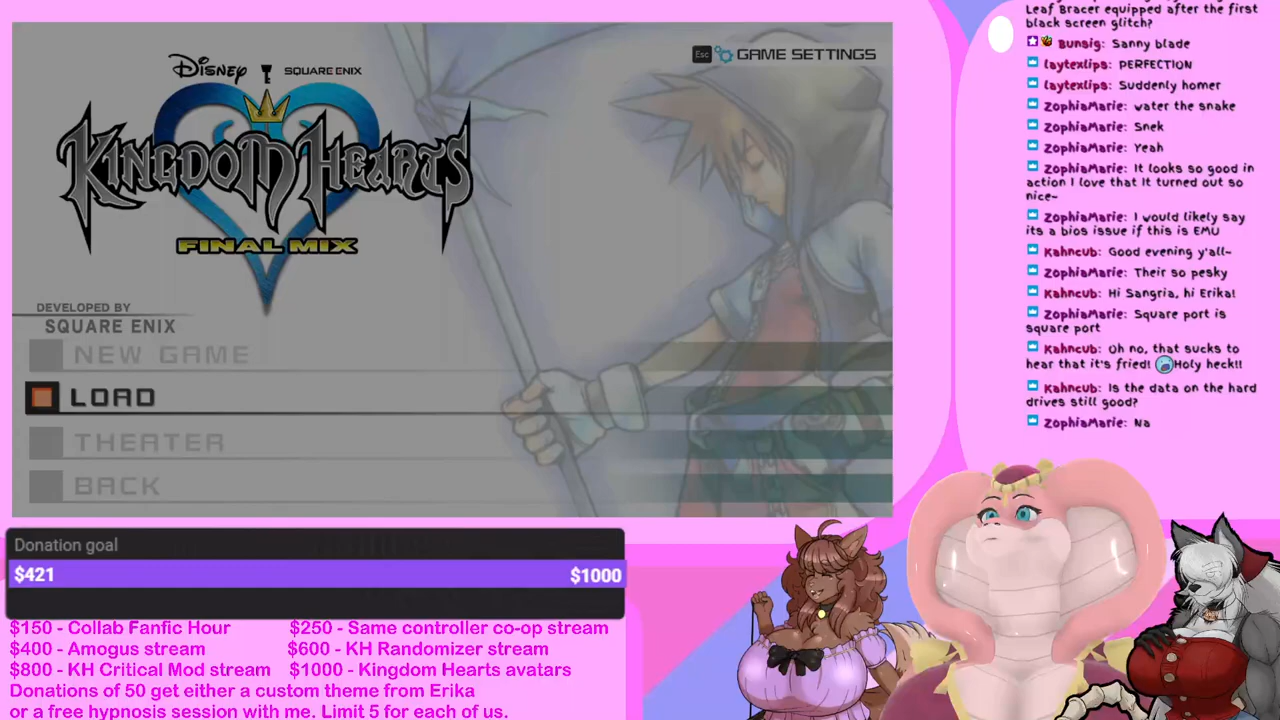 Esc GAME SETTINGS
Disney SQUARE ENIX
KINGDOM HEARTS
FINAL MIX
DEVELOPED BY
SQUARE ENIX
NEW GAME
LOAD
THEATER
BACK
Donation goal
$421 $1000
$150 - Collab Fanfic Hour $250 - Same controller co-op stream
$400 - Amogus stream $600 - KH Randomizer stream
$800 - KH Critical Mod stream $1000 - Kingdom Hearts avatars
Donations of 50 get either a custom theme from Erika
or a free hypnosis session with me. Limit 5 for each of us.
Leaf Bracer equipped after the first
black screen glitch?
Bunsig: Sanny blade
laytexlips: PERFECTION
laytexlips: Suddenly homer
ZophiaMarie: water the snake
ZophiaMarie: Snek
ZophiaMarie: Yeah
ZophiaMarie: It looks so good in
action I love that It turned out so
nice~
ZophiaMarie: I would likely say
its a bios issue if this is EMU
Kahncub: Good evening y'all~
ZophiaMarie: Their so pesky
Kahncub: Hi Sangria, hi Erika!
ZophiaMarie: Square port is
square port
Kahncub: Oh no, that sucks to
hear that it's fried! Holy heck!!
Kahncub: Is the data on the hard
drives still good?
ZophiaMarie: Na